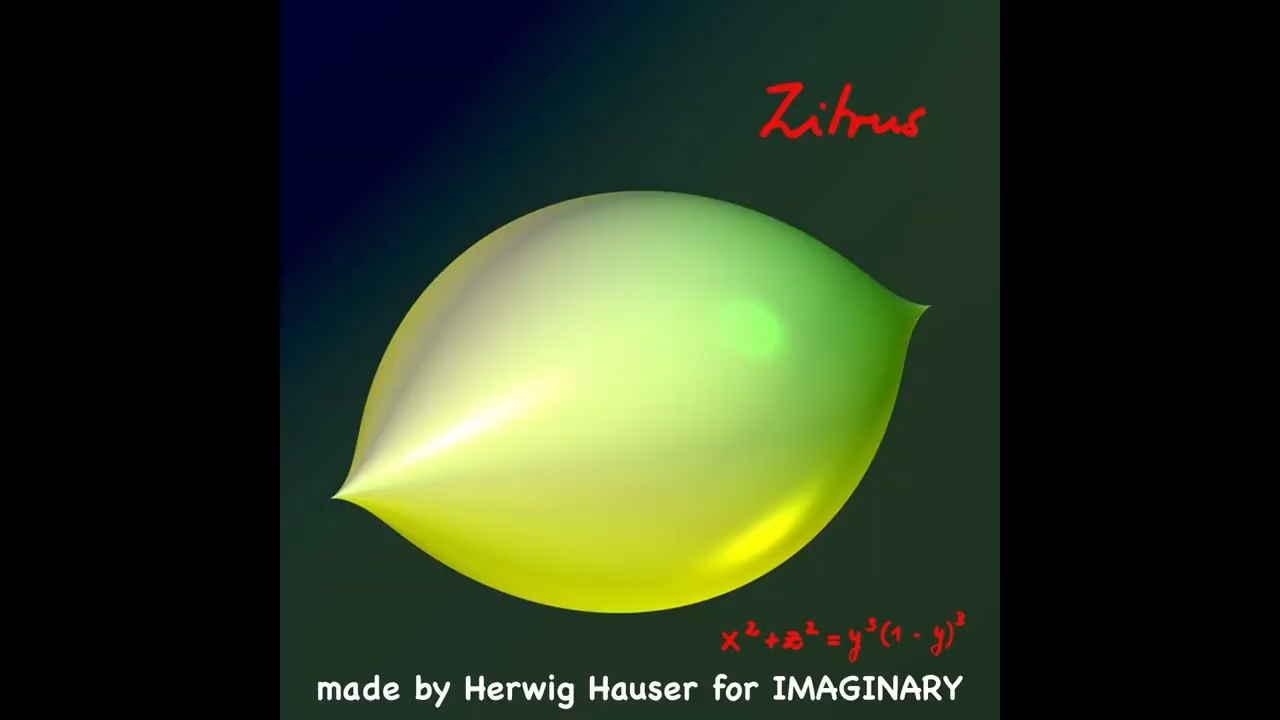 Zitrus
x² + z² = y³(1 - y)³
made by Herwig Hauser for IMAGINARY